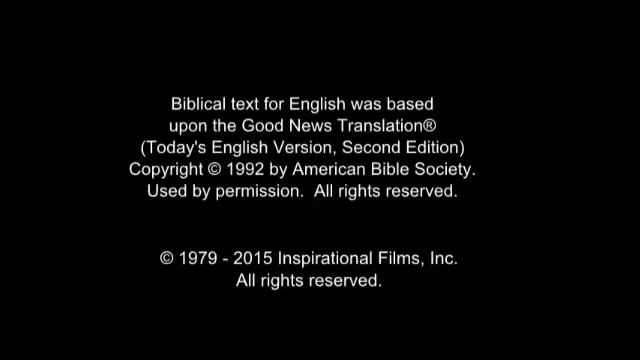 Biblical text for English was based
upon the Good News Translation®
(Today's English Version, Second Edition)
Copyright © 1992 by American Bible Society.
Used by permission.  All rights reserved.
© 1979 - 2015 Inspirational Films, Inc.
All rights reserved.